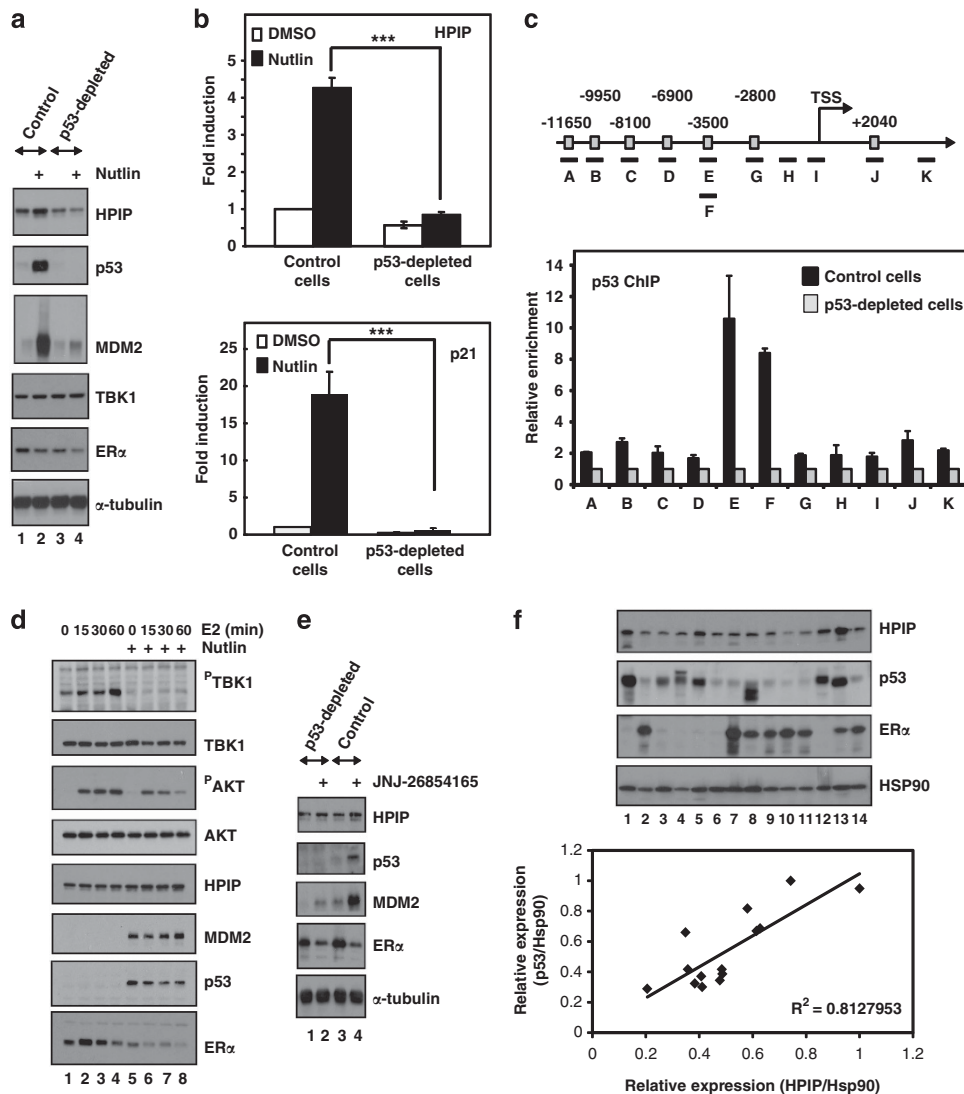 a
Control
p53-depleted
+ + Nutlin
HPIP
p53
MDM2
TBK1
ERα
α-tubulin
1 2 3 4
b
DMSO
Nutlin
***
HPIP
Fold induction
5
4
3
2
1
0
Control cells
p53-depleted cells
DMSO
Nutlin
***
p21
Fold induction
25
20
15
10
5
0
Control cells
p53-depleted cells
c
-9950 -6900 -2800 TSS
-11650 -8100 -3500 +2040
A B C D E G H I J K
F
p53 ChIP
Control cells
p53-depleted cells
Relative enrichment
14
12
10
8
6
4
2
0
A B C D E F G H I J K
d
0 15 30 60 0 15 30 60 E2 (min)
+ + + + Nutlin
PTBK1
TBK1
PAKT
AKT
HPIP
MDM2
p53
ERα
1 2 3 4 5 6 7 8
e
p53-depleted
Control
+ + JNJ-26854165
HPIP
p53
MDM2
ERα
α-tubulin
1 2 3 4
f
HPIP
p53
ERα
HSP90
1 2 3 4 5 6 7 8 9 10 11 12 13 14
Relative expression
(p53/Hsp90)
1.2
1
0.8
0.6
0.4
0.2
0
R² = 0.8127953
0 0.2 0.4 0.6 0.8 1 1.2
Relative expression (HPIP/Hsp90)